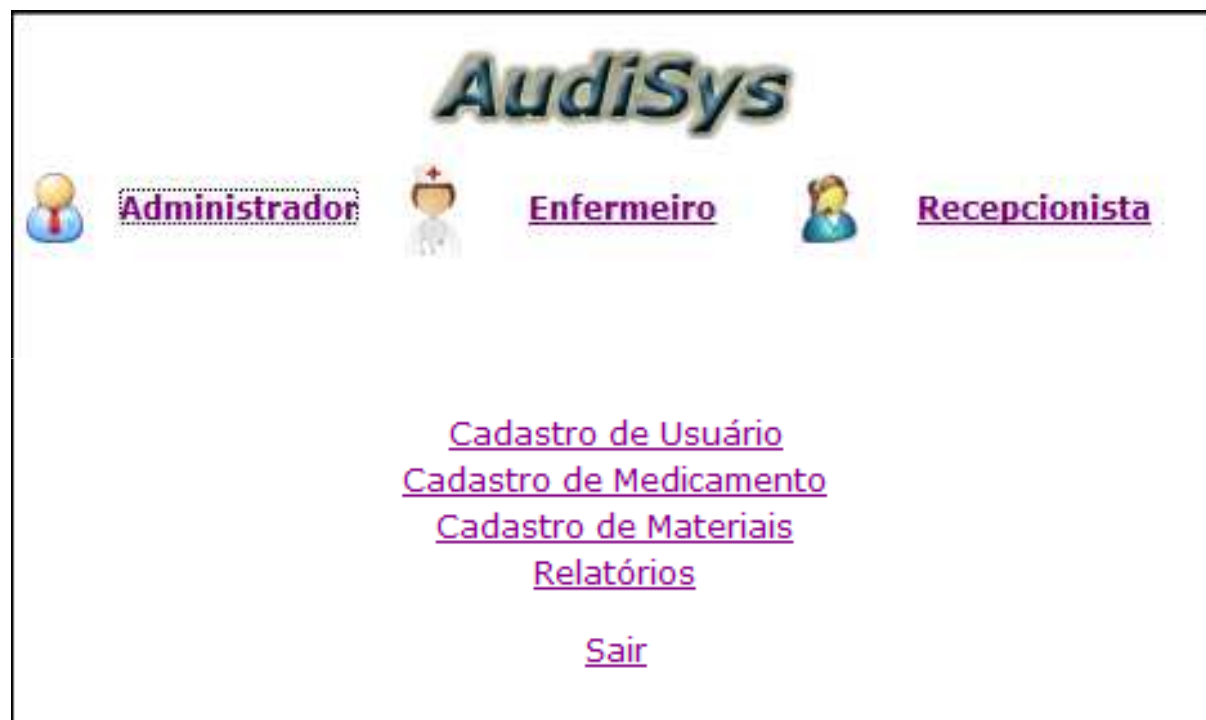 AudiSys
Administrador Enfermeiro Recepcionista
Cadastro de Usuário
Cadastro de Medicamento
Cadastro de Materiais
Relatórios
Sair